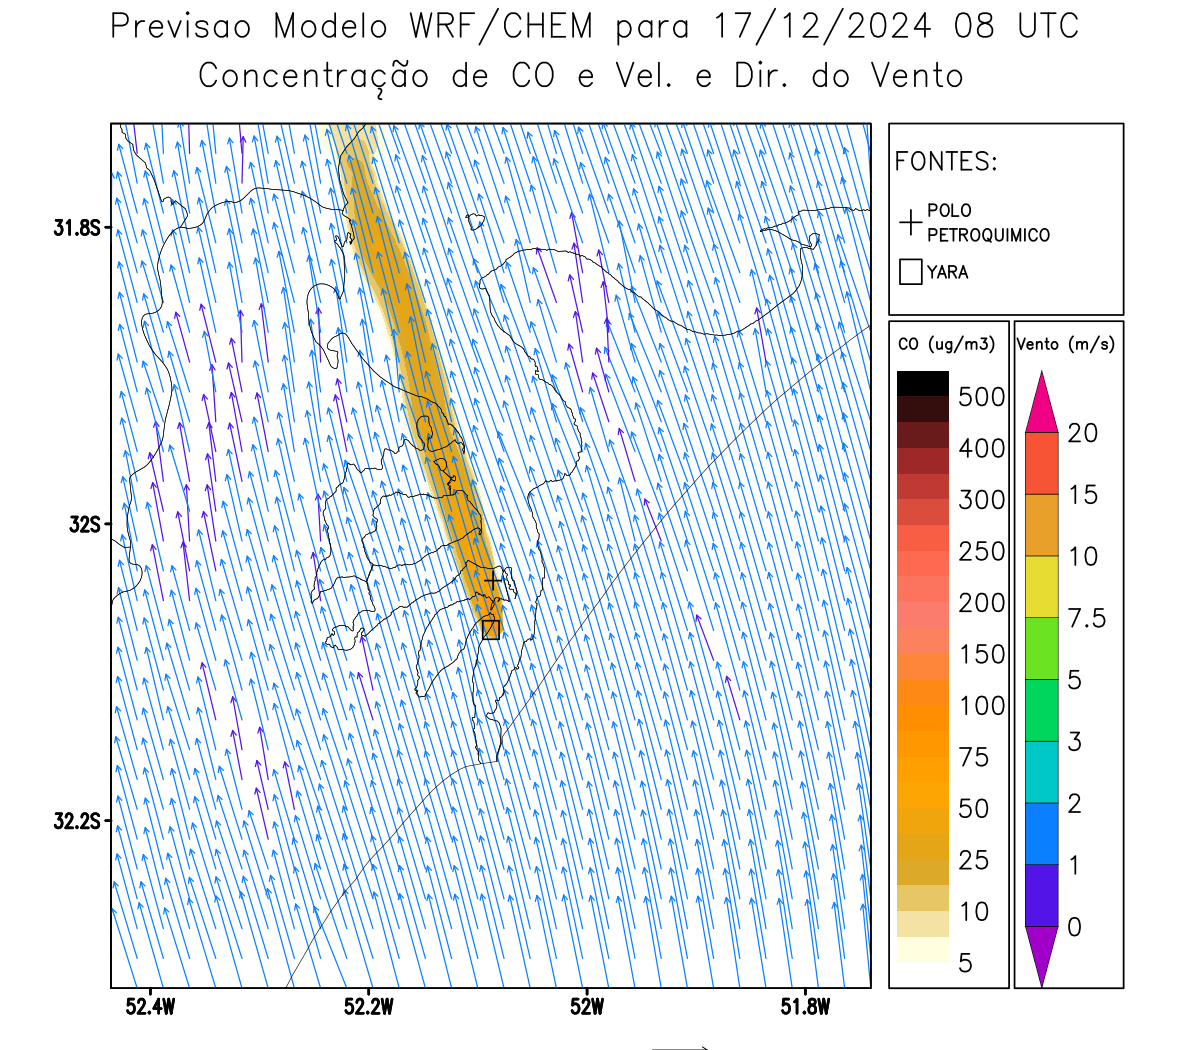 Previsao Modelo WRF/CHEM para 17/12/2024 08 UTC
Concentração de CO e Vel. e Dir. do Vento
FONTES:
POLO
PETROQUIMICO
YARA
CO (ug/m3)
500
400
300
250
200
150
100
75
50
25
10
5
Vento (m/s)
20
15
10
7.5
5
3
2
1
0
31.8S
32S
32.2S
52.4W
52.2W
52W
51.8W